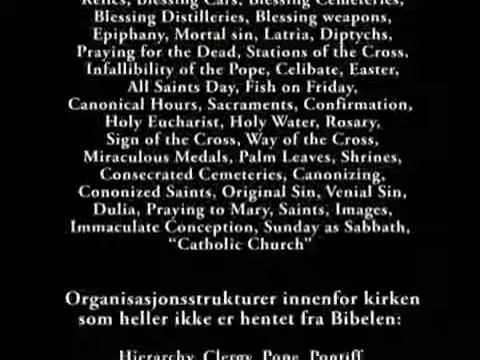 Relics, Blessing Cars, Blessing Cemeteries,
Blessing Distilleries, Blessing weapons,
Epiphany, Mortal sin, Latria, Diptychs,
Praying for the Dead, Stations of the Cross,
Infallibility of the Pope, Celibate, Easter,
All Saints Day, Fish on Friday,
Canonical Hours, Sacraments, Confirmation,
Holy Eucharist, Holy Water, Rosary,
Sign of the Cross, Way of the Cross,
Miraculous Medals, Palm Leaves, Shrines,
Consecrated Cemeteries, Canonizing,
Cononized Saints, Original Sin, Venial Sin,
Dulia, Praying to Mary, Saints, Images,
Immaculate Conception, Sunday as Sabbath,
“Catholic Church”
Organisasjonsstrukturer innenfor kirken
som heller ikke er hentet fra Bibelen:
Hierarchy, Clergy, Pope, Pontiff